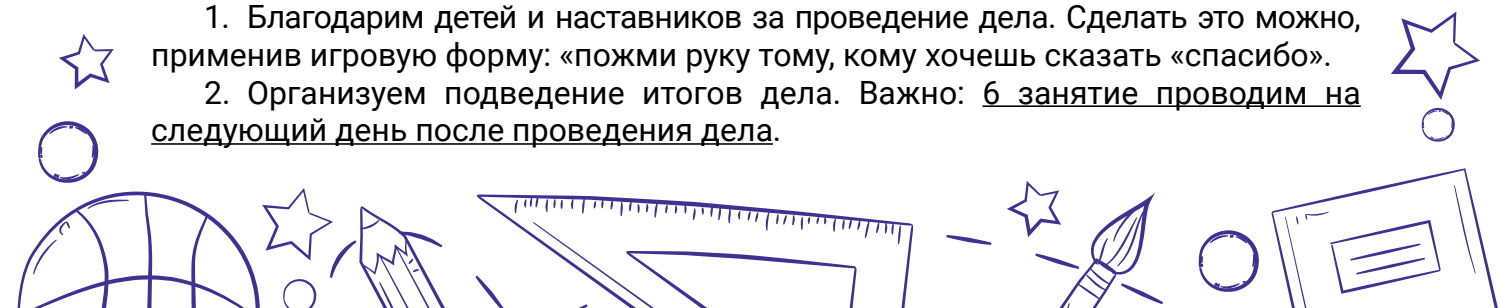 1. Благодарим детей и наставников за проведение дела. Сделать это можно,
применив игровую форму: «пожми руку тому, кому хочешь сказать «спасибо».
2. Организуем подведение итогов дела. Важно: 6 занятие проводим на
следующий день после проведения дела.